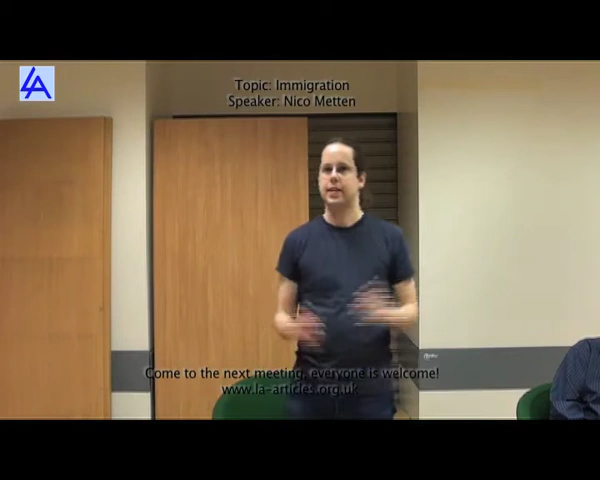 LA
Topic: Immigration
Speaker: Nico Metten
Come to the next meeting, everyone is welcome!
www.la-articles.org.uk